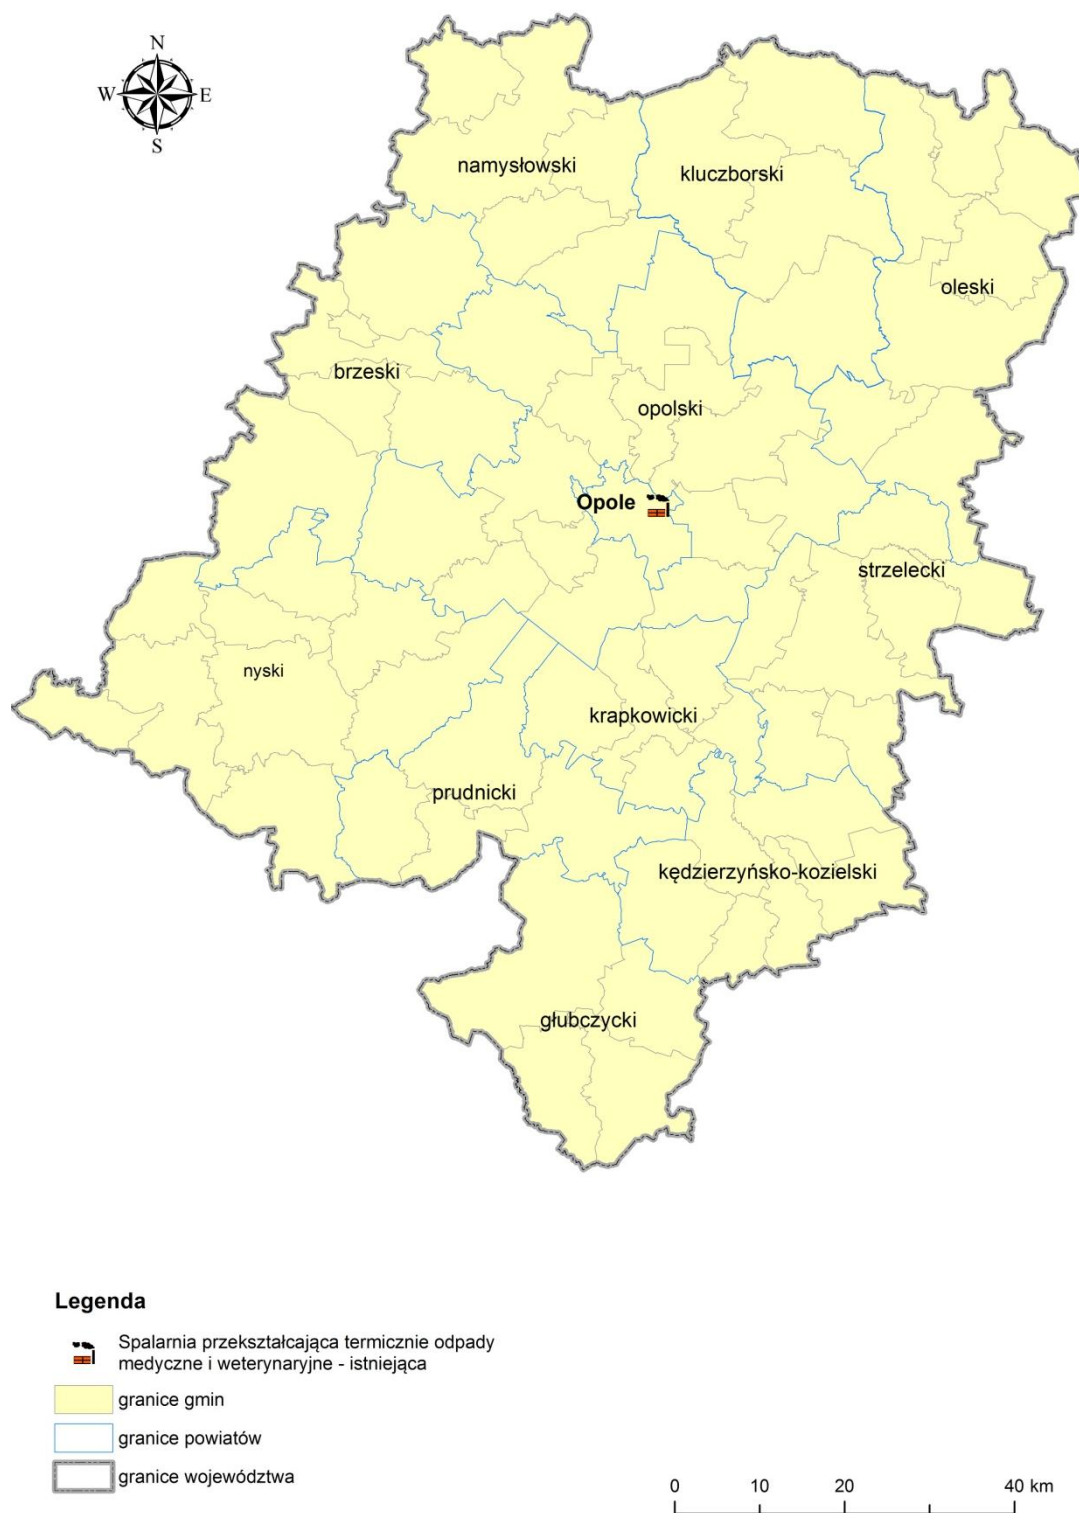 N
W E
S
namysłowski
kluczborski
oleski
brzeski
opolski
Opole
strzelecki
nyski
krapkowicki
prudnicki
kędzierzyńsko-kozielski
głubczycki
Legenda
Spalarnia przekształcająca termicznie odpady
medyczne i weterynaryjne - istniejąca
granice gmin
granice powiatów
granice województwa
0 10 20 40 km